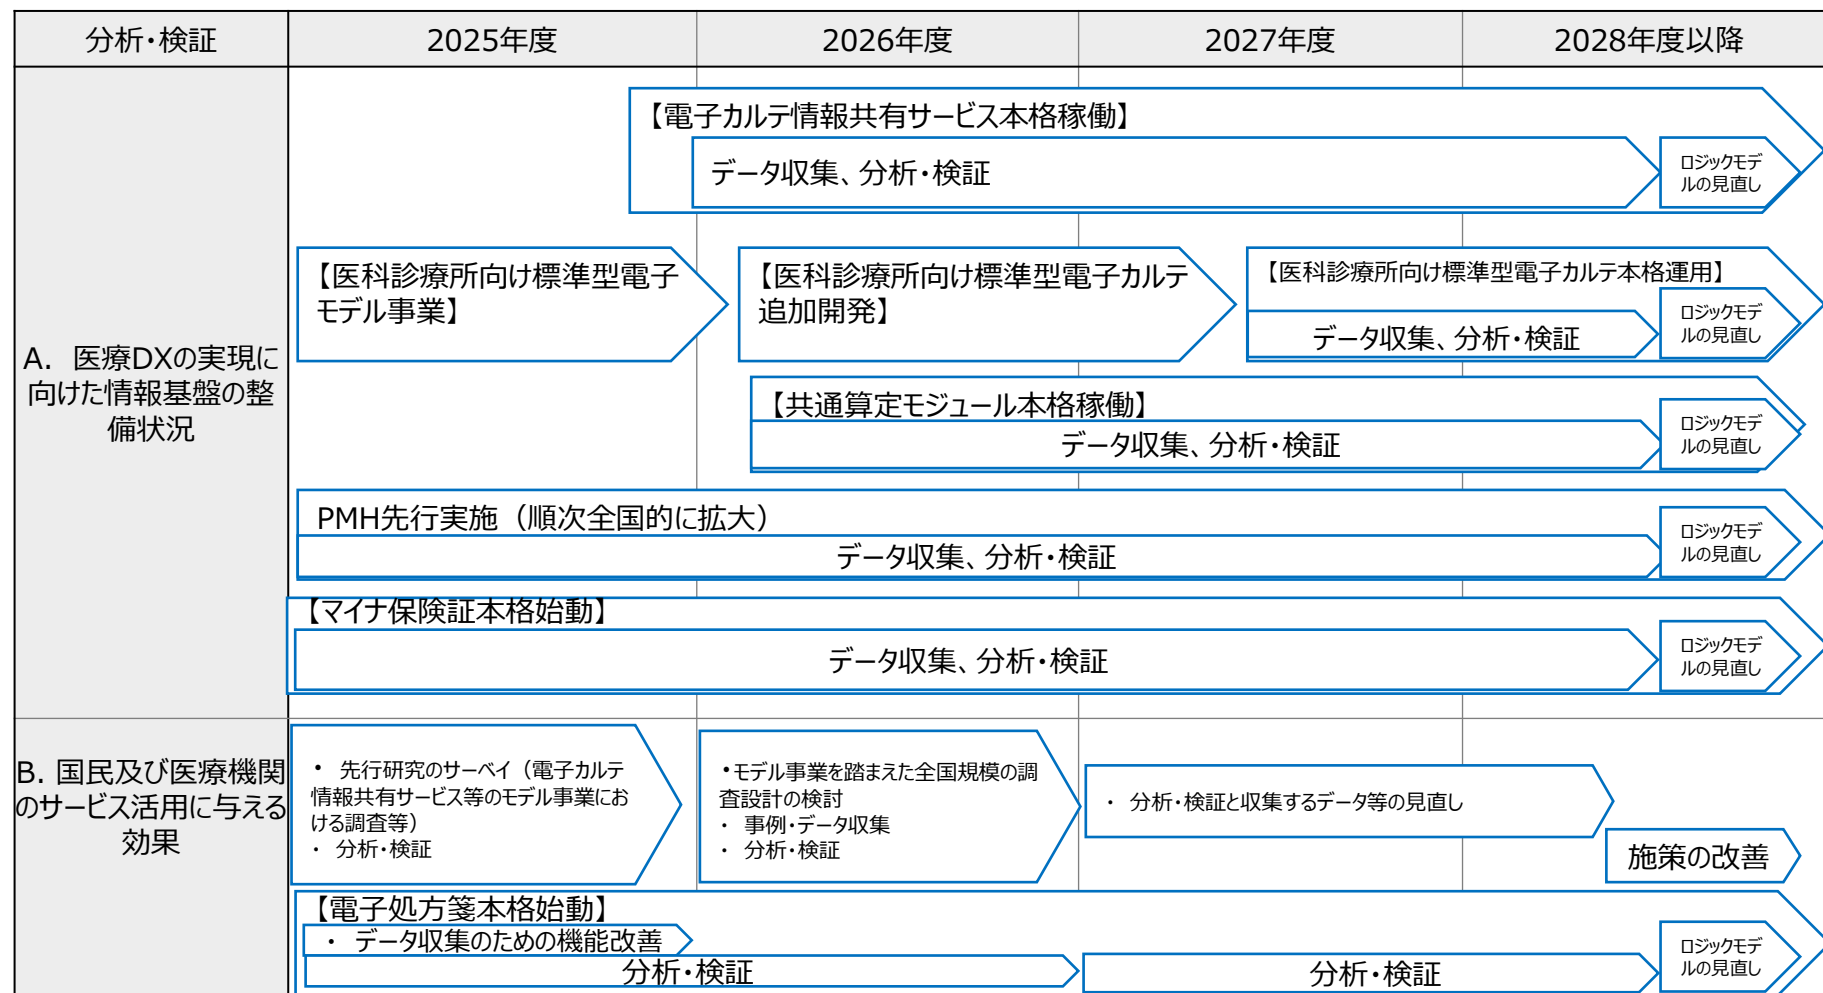 分析・検証
2025年度
2026年度
2027年度
2028年度以降
A. 医療DXの実現に
向けた情報基盤の整
備状況
【電子カルテ情報共有サービス本格稼働】
データ収集、分析・検証
ロジックモデ
ルの見直し
【医科診療所向け標準型電子
モデル事業】
【医科診療所向け標準型電子カルテ
追加開発】
【医科診療所向け標準型電子カルテ本格運用】
データ収集、分析・検証
ロジックモデ
ルの見直し
【共通算定モジュール本格稼働】
データ収集、分析・検証
ロジックモデ
ルの見直し
PMH先行実施（順次全国的に拡大）
データ収集、分析・検証
ロジックモデ
ルの見直し
【マイナ保険証本格始動】
データ収集、分析・検証
ロジックモデ
ルの見直し
B. 国民及び医療機関
のサービス活用に与える
効果
・ 先行研究のサーベイ（電子カルテ
情報共有サービス等のモデル事業にお
ける調査等）
・ 分析・検証
・モデル事業を踏まえた全国規模の調
査設計の検討
・ 事例・データ収集
・ 分析・検証
・ 分析・検証と収集するデータ等の見直し
施策の改善
【電子処方箋本格始動】
・ データ収集のための機能改善
分析・検証
分析・検証
ロジックモデ
ルの見直し